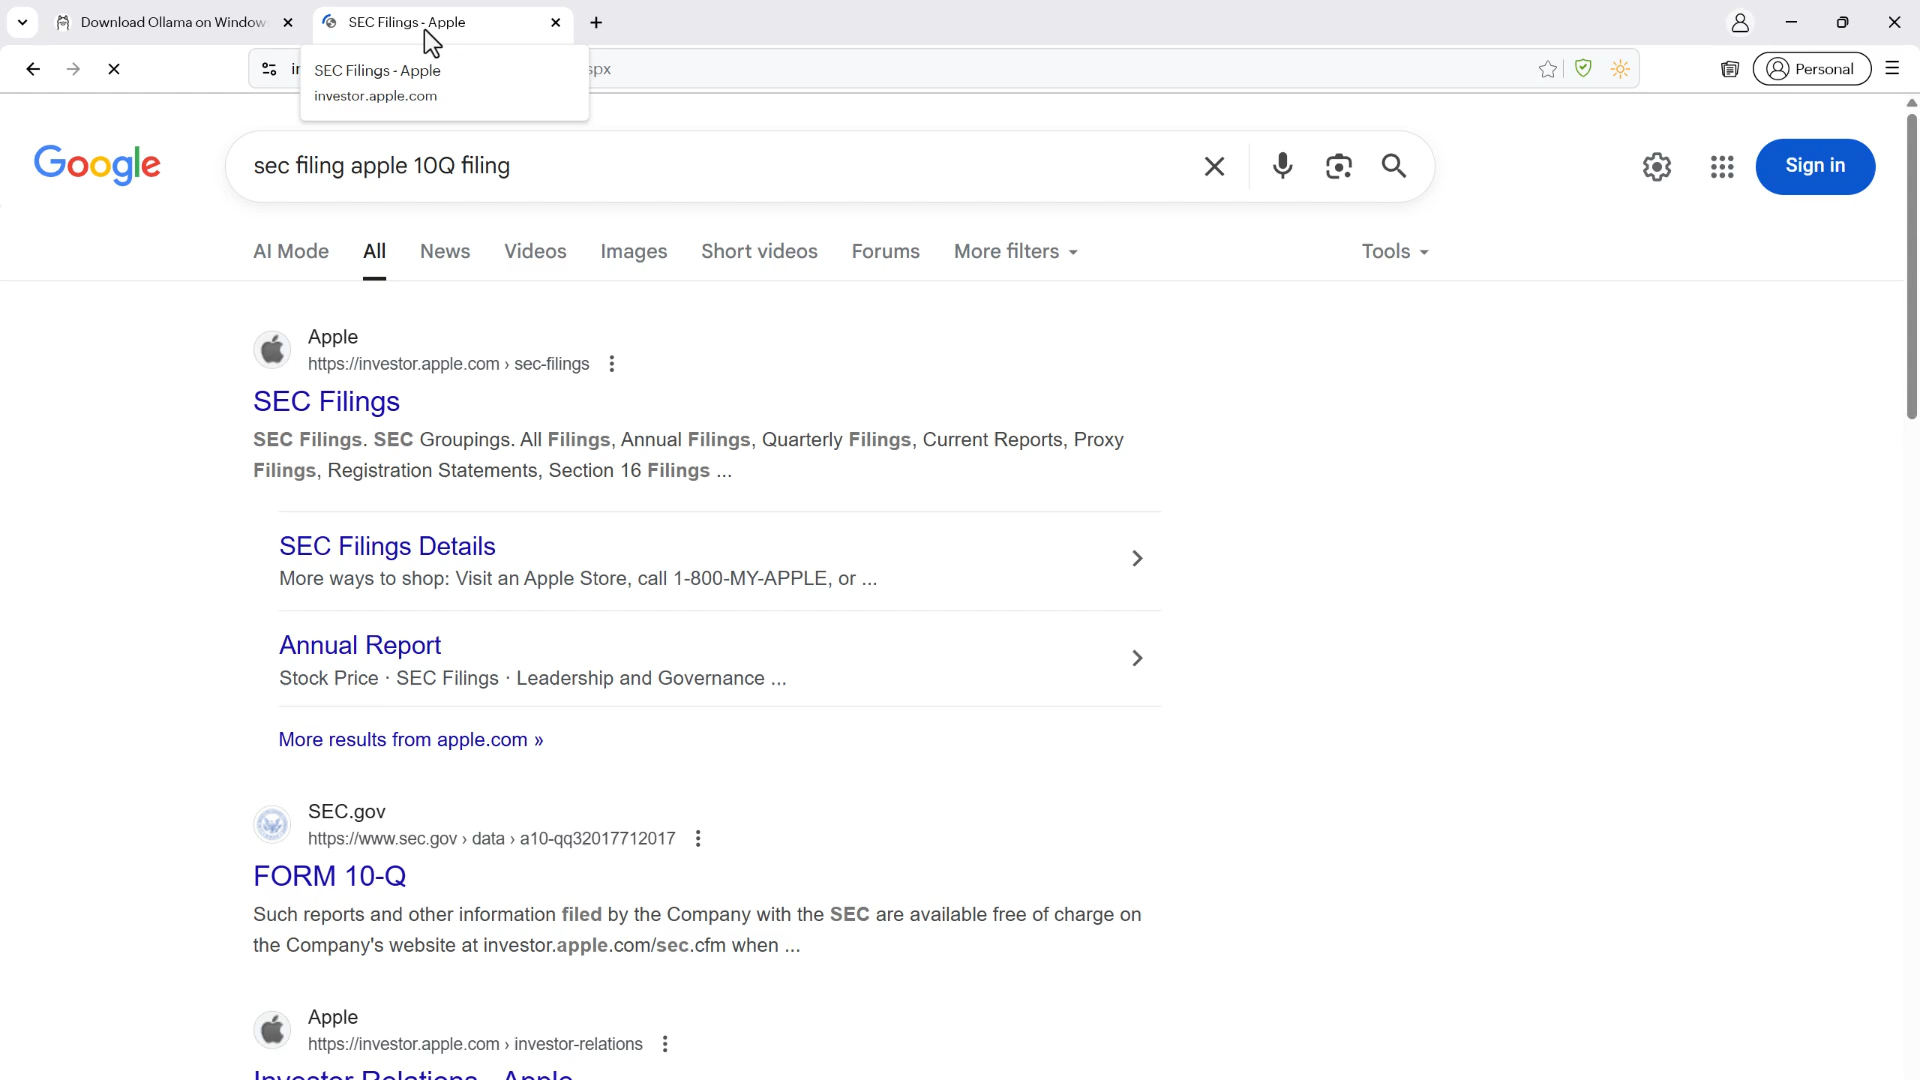 Download Ollama on Window
SEC Filings - Apple
SEC Filings - Apple
investor.apple.com
spx
Personal
Google
sec filing apple 10Q filing
Sign in
AI Mode
All
News
Videos
Images
Short videos
Forums
More filters
Tools
Apple
https://investor.apple.com › sec-filings
SEC Filings
SEC Filings. SEC Groupings. All Filings, Annual Filings, Quarterly Filings, Current Reports, Proxy
Filings, Registration Statements, Section 16 Filings ...
SEC Filings Details
More ways to shop: Visit an Apple Store, call 1-800-MY-APPLE, or ...
Annual Report
Stock Price · SEC Filings · Leadership and Governance ...
More results from apple.com »
SEC.gov
https://www.sec.gov › data › a10-qq32017712017
FORM 10-Q
Such reports and other information filed by the Company with the SEC are available free of charge on
the Company's website at investor.apple.com/sec.cfm when ...
Apple
https://investor.apple.com › investor-relations
Investor Relations - Apple